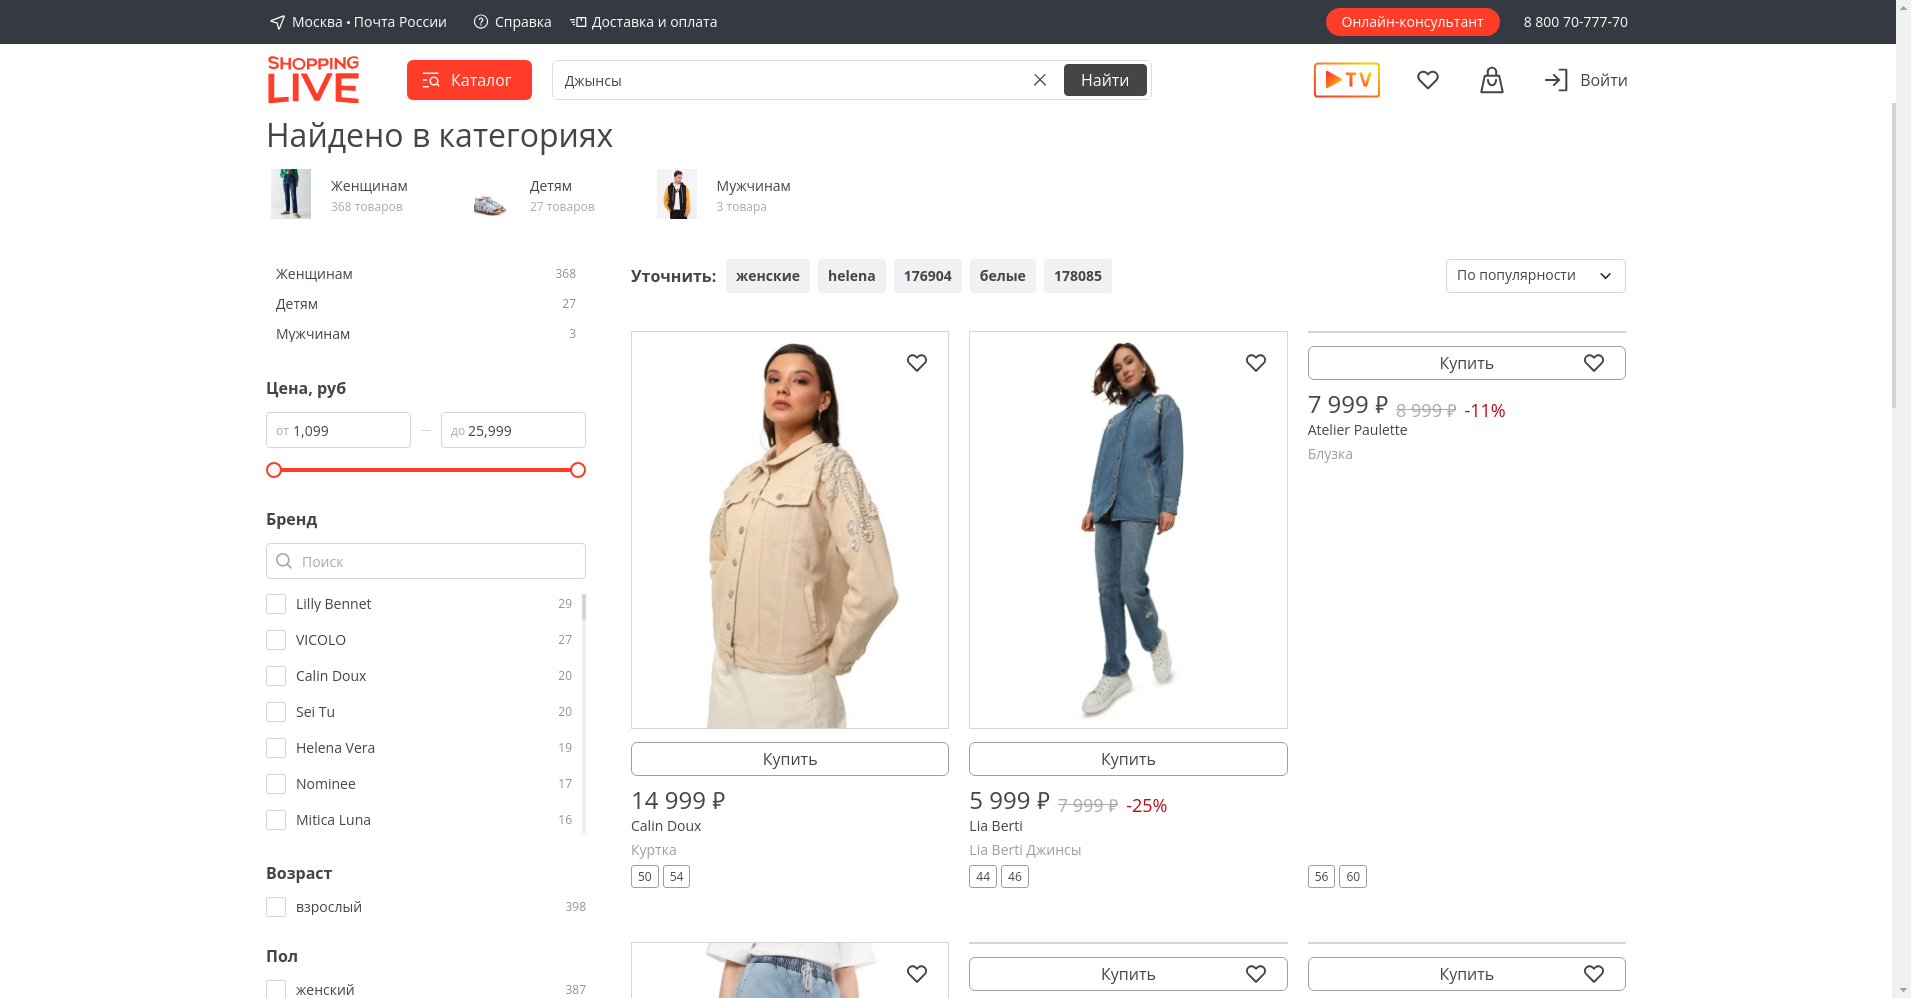 Москва • Почта России
Справка
Доставка и оплата
Онлайн-консультант
8 800 70-777-70
SHOPPING
LIVE
Каталог
Джынсы
Найти
TV
Войти
Найдено в категориях
Женщинам
368 товаров
Детям
27 товаров
Мужчинам
3 товара
Женщинам 368
Детям 27
Мужчинам 3
Цена, руб
от 1,099 — до 25,999
Бренд
Поиск
Lilly Bennet 29
VICOLO 27
Calin Doux 20
Sei Tu 20
Helena Vera 19
Nominee 17
Mitica Luna 16
Возраст
взрослый 398
Пол
женский 387
Уточнить: женские helena 176904 белые 178085
По популярности
Купить
14 999 ₽
Calin Doux
Куртка
50 54
Купить
5 999 ₽ 7 999 ₽ -25%
Lia Berti
Lia Berti Джинсы
44 46
Купить
7 999 ₽ 8 999 ₽ -11%
Atelier Paulette
Блузка
56 60
Купить
Купить